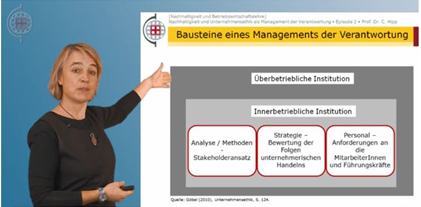 [Nachhaltigkeit und Betriebswirtschaftslehre]
Nachhaltigkeit und Unternehmensethik als Management der Verantwortung • Episode 2 • Prof. Dr. C. Hipp
Bausteine eines Managements der Verantwortung
Überbetriebliche Institution
Innerbetriebliche Institution
Analyse / Methoden
- Stakeholderansatz
Strategie –
Bewertung der
Folgen
unternehmerischen
Handelns
Personal –
Anforderungen an
die
MitarbeiterInnen
und Führungskräfte
Quelle: Göbel (2010), Unternehmensethik, S. 124.